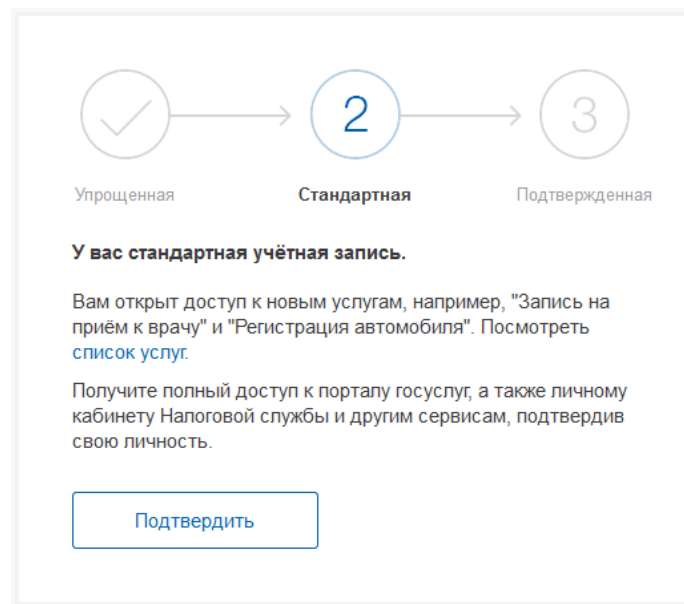 2
3
Упрощенная
Стандартная
Подтвержденная
У вас стандартная учётная запись.
Вам открыт доступ к новым услугам, например, "Запись на
приём к врачу" и "Регистрация автомобиля". Посмотреть
список услуг.
Получите полный доступ к порталу госуслуг, а также личному
кабинету Налоговой службы и другим сервисам, подтвердив
свою личность.
Подтвердить